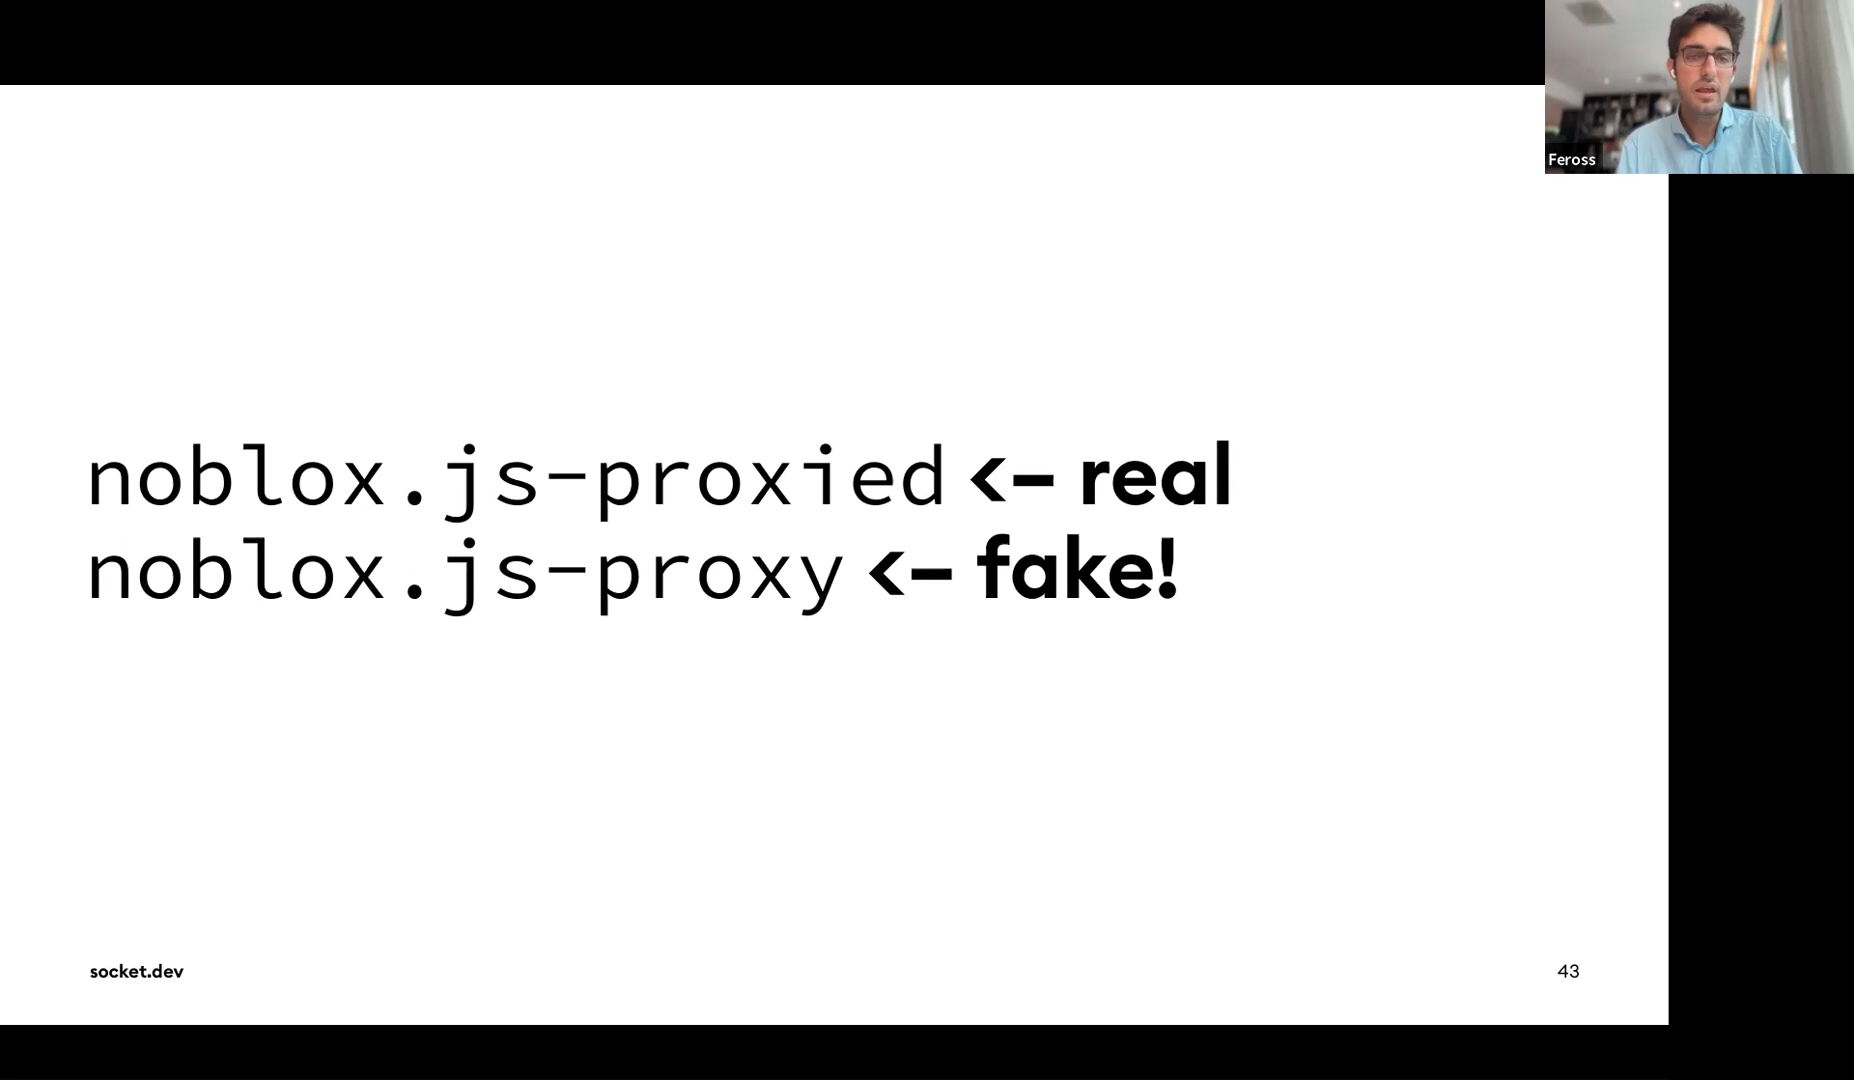 Feross
noblox.js-proxied <– real
noblox.js-proxy <– fake!
socket.dev
43